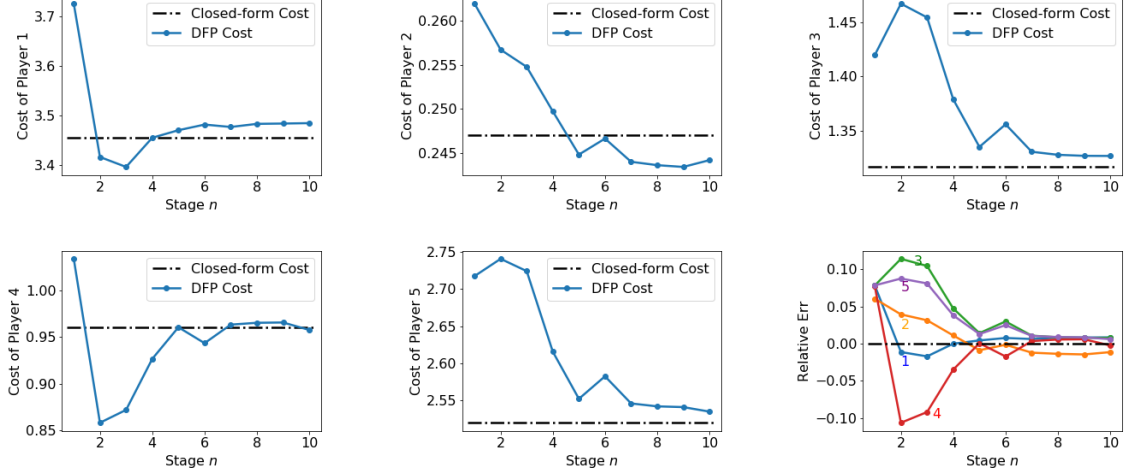 Cost of Player 1
3.7
3.6
3.5
3.4
Closed-form Cost
DFP Cost
2 4 6 8 10
Stage n
Cost of Player 2
0.260
0.255
0.250
0.245
Closed-form Cost
DFP Cost
2 4 6 8 10
Stage n
Cost of Player 3
1.45
1.40
1.35
Closed-form Cost
DFP Cost
2 4 6 8 10
Stage n
Cost of Player 4
1.00
0.95
0.90
0.85
Closed-form Cost
DFP Cost
2 4 6 8 10
Stage n
Cost of Player 5
2.75
2.70
2.65
2.60
2.55
Closed-form Cost
DFP Cost
2 4 6 8 10
Stage n
Relative Err
0.10
0.05
0.00
−0.05
−0.10
3
5
2
1
4
2 4 6 8 10
Stage n